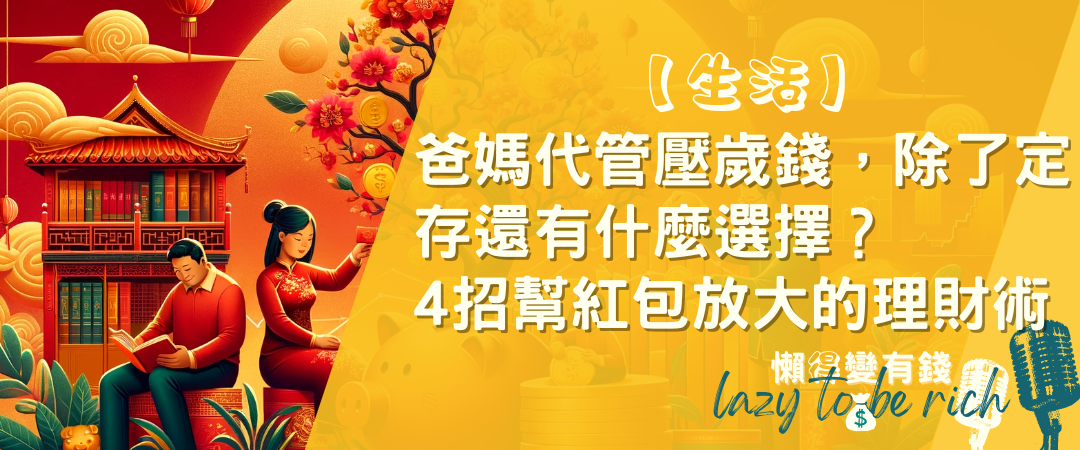 【生活】
爸媽代管壓歲錢，除了定
存還有什麼選擇？
4招幫紅包放大的理財術
懶得變有錢
lazy to be rich
$